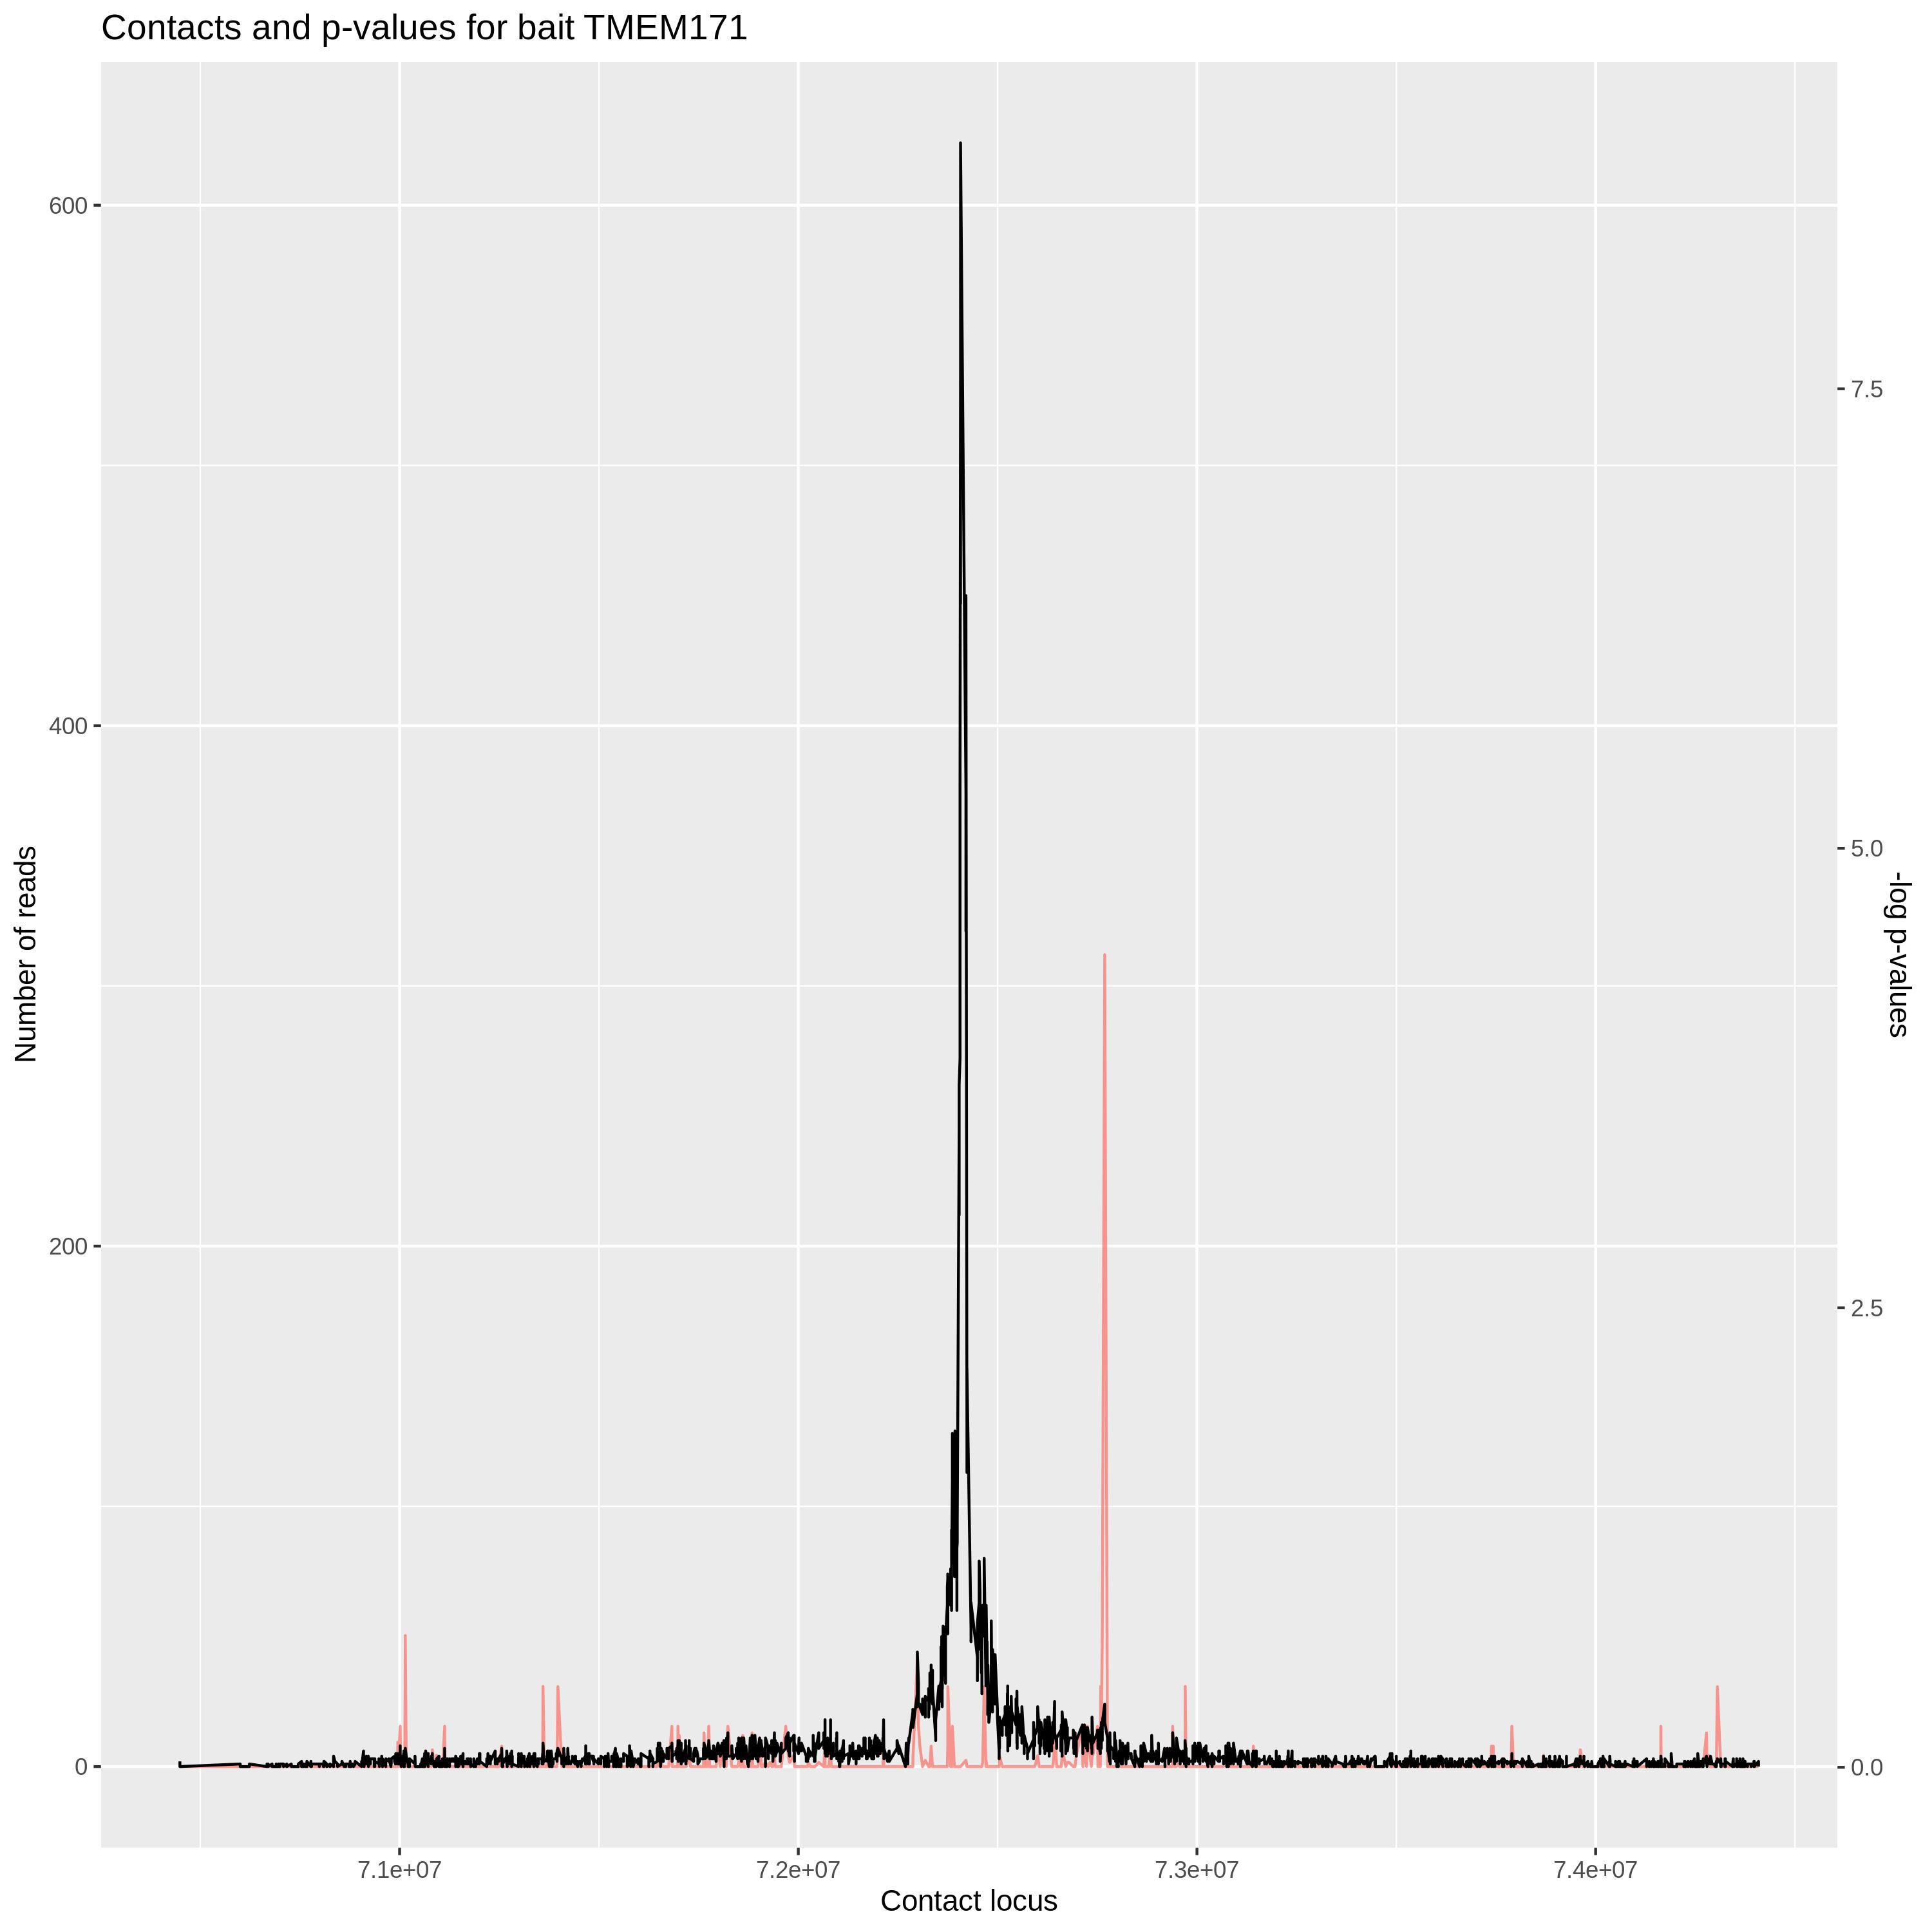 Contacts and p-values for bait TMEM171
Number of reads
600
400
200
0
7.5
5.0
2.5
0.0
-log p-values
7.1e+07
7.2e+07
7.3e+07
7.4e+07
Contact locus